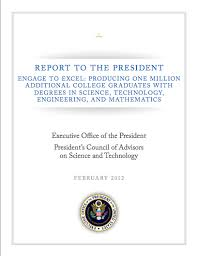 REPORT TO THE PRESIDENT
ENGAGE TO EXCEL: PRODUCING ONE MILLION
ADDITIONAL COLLEGE GRADUATES WITH
DEGREES IN SCIENCE, TECHNOLOGY,
ENGINEERING, AND MATHEMATICS
Executive Office of the President
President's Council of Advisors
on Science and Technology
FEBRUARY 2012